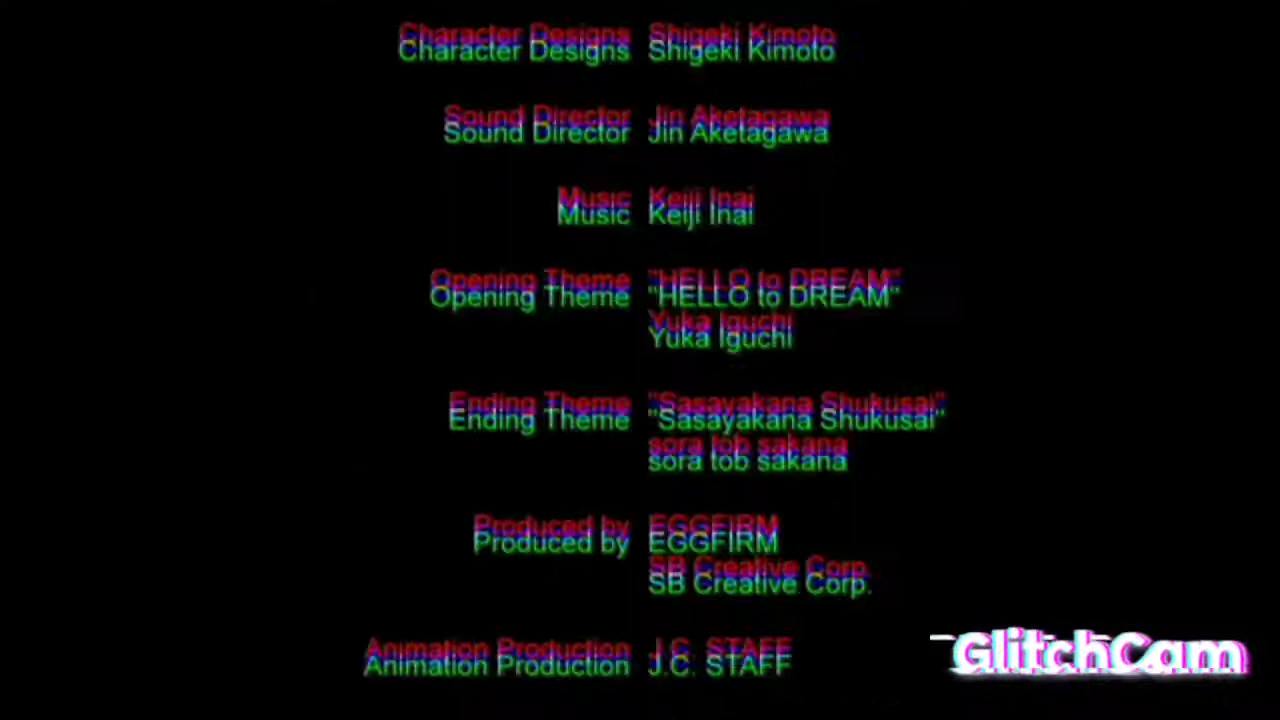 Character Designs Shigeki Kimoto
Sound Director Jin Aketagawa
Music Keiji Inai
Opening Theme "HELLO to DREAM"
Yuka Iguchi
Ending Theme "Sasayakana Shukusai"
sora tob sakana
Produced by EGGFIRM
SB Creative Corp.
Animation Production J.C. STAFF
GlitchCam